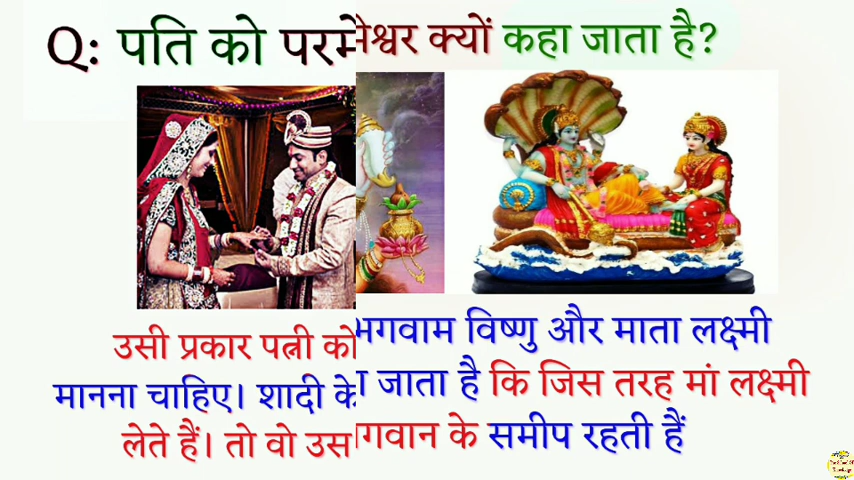 Q: पति को परमेश्वर क्यों कहा जाता है?
उसी प्रकार पत्नी को
मानना चाहिए। शादी के
लेते हैं। तो वो उस
भगवाम विष्णु और माता लक्ष्मी
जाता है कि जिस तरह मां लक्ष्मी
गवान के समीप रहती हैं